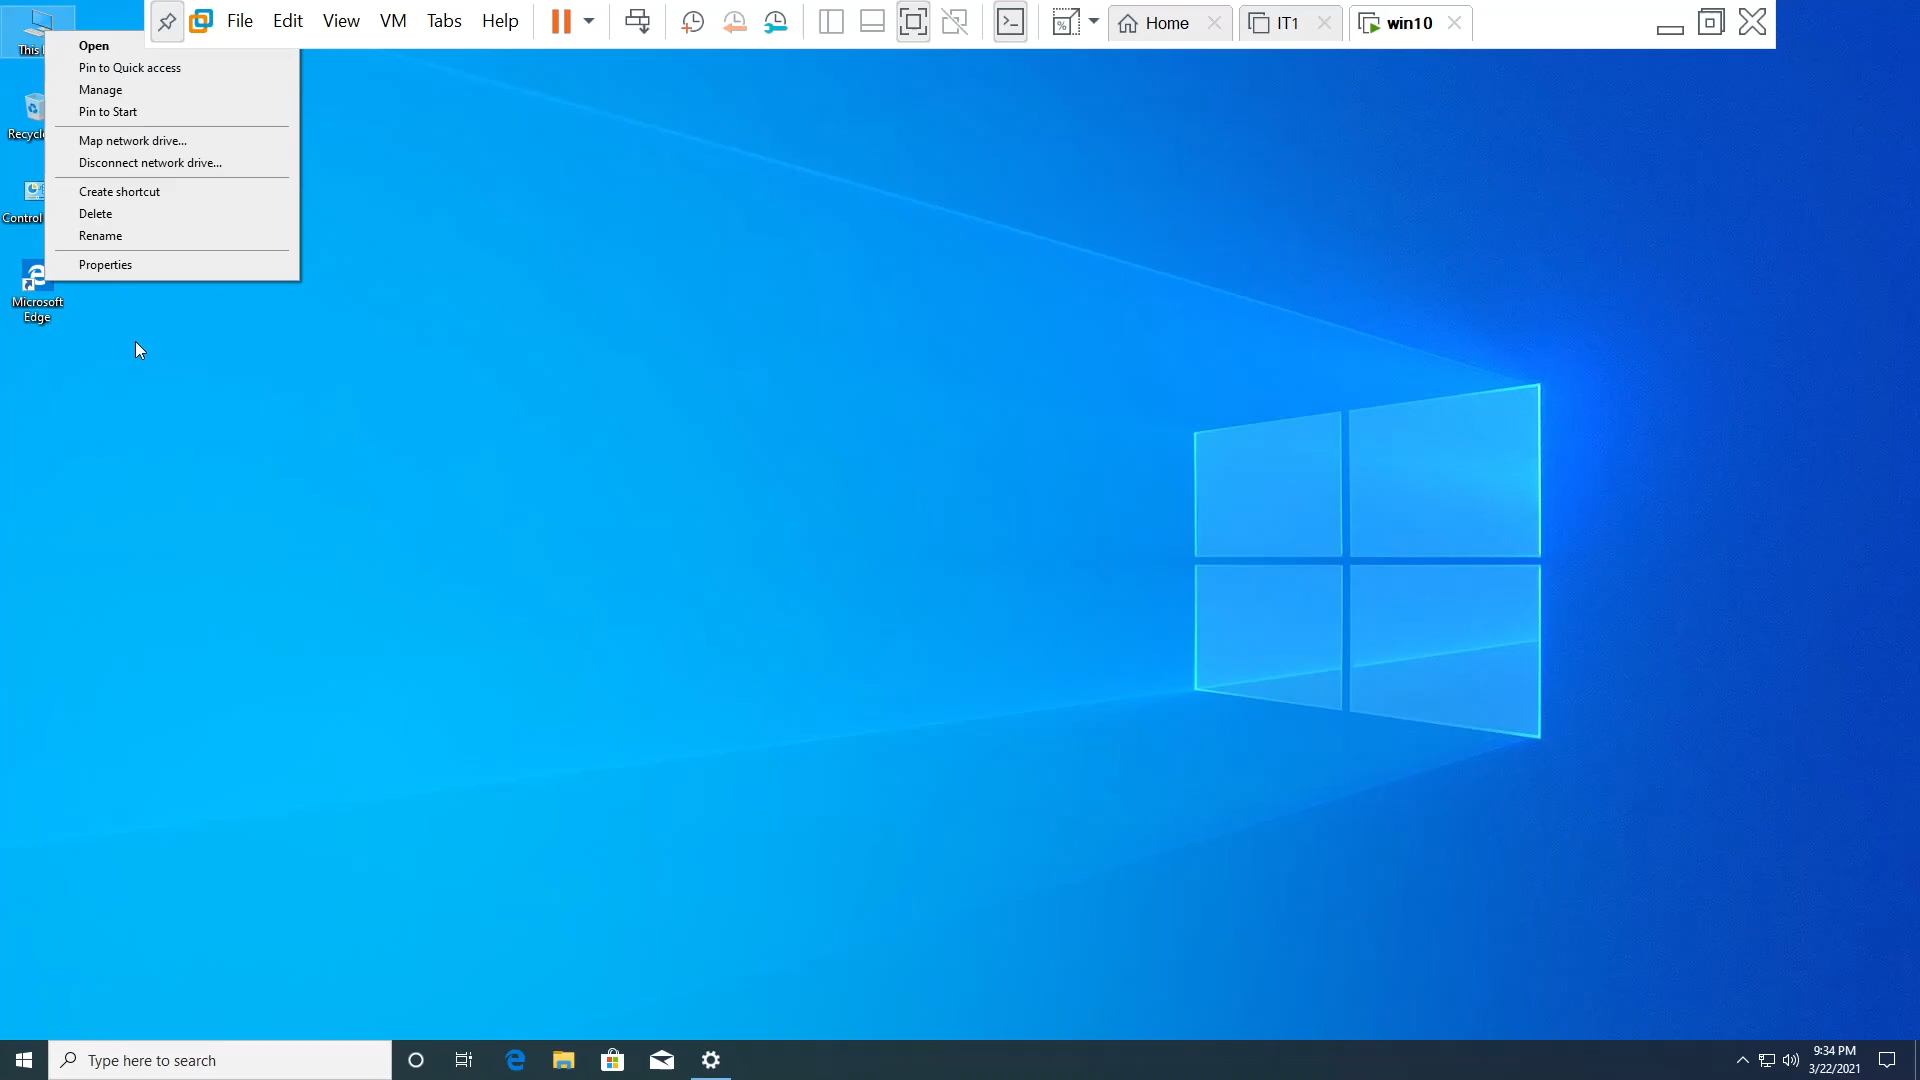 File Edit View VM Tabs Help
Home IT1 win10
This
Open
Pin to Quick access
Manage
Pin to Start
Map network drive...
Disconnect network drive...
Create shortcut
Delete
Rename
Properties
Control
Microsoft
Edge
Type here to search
9:34 PM
3/22/2021